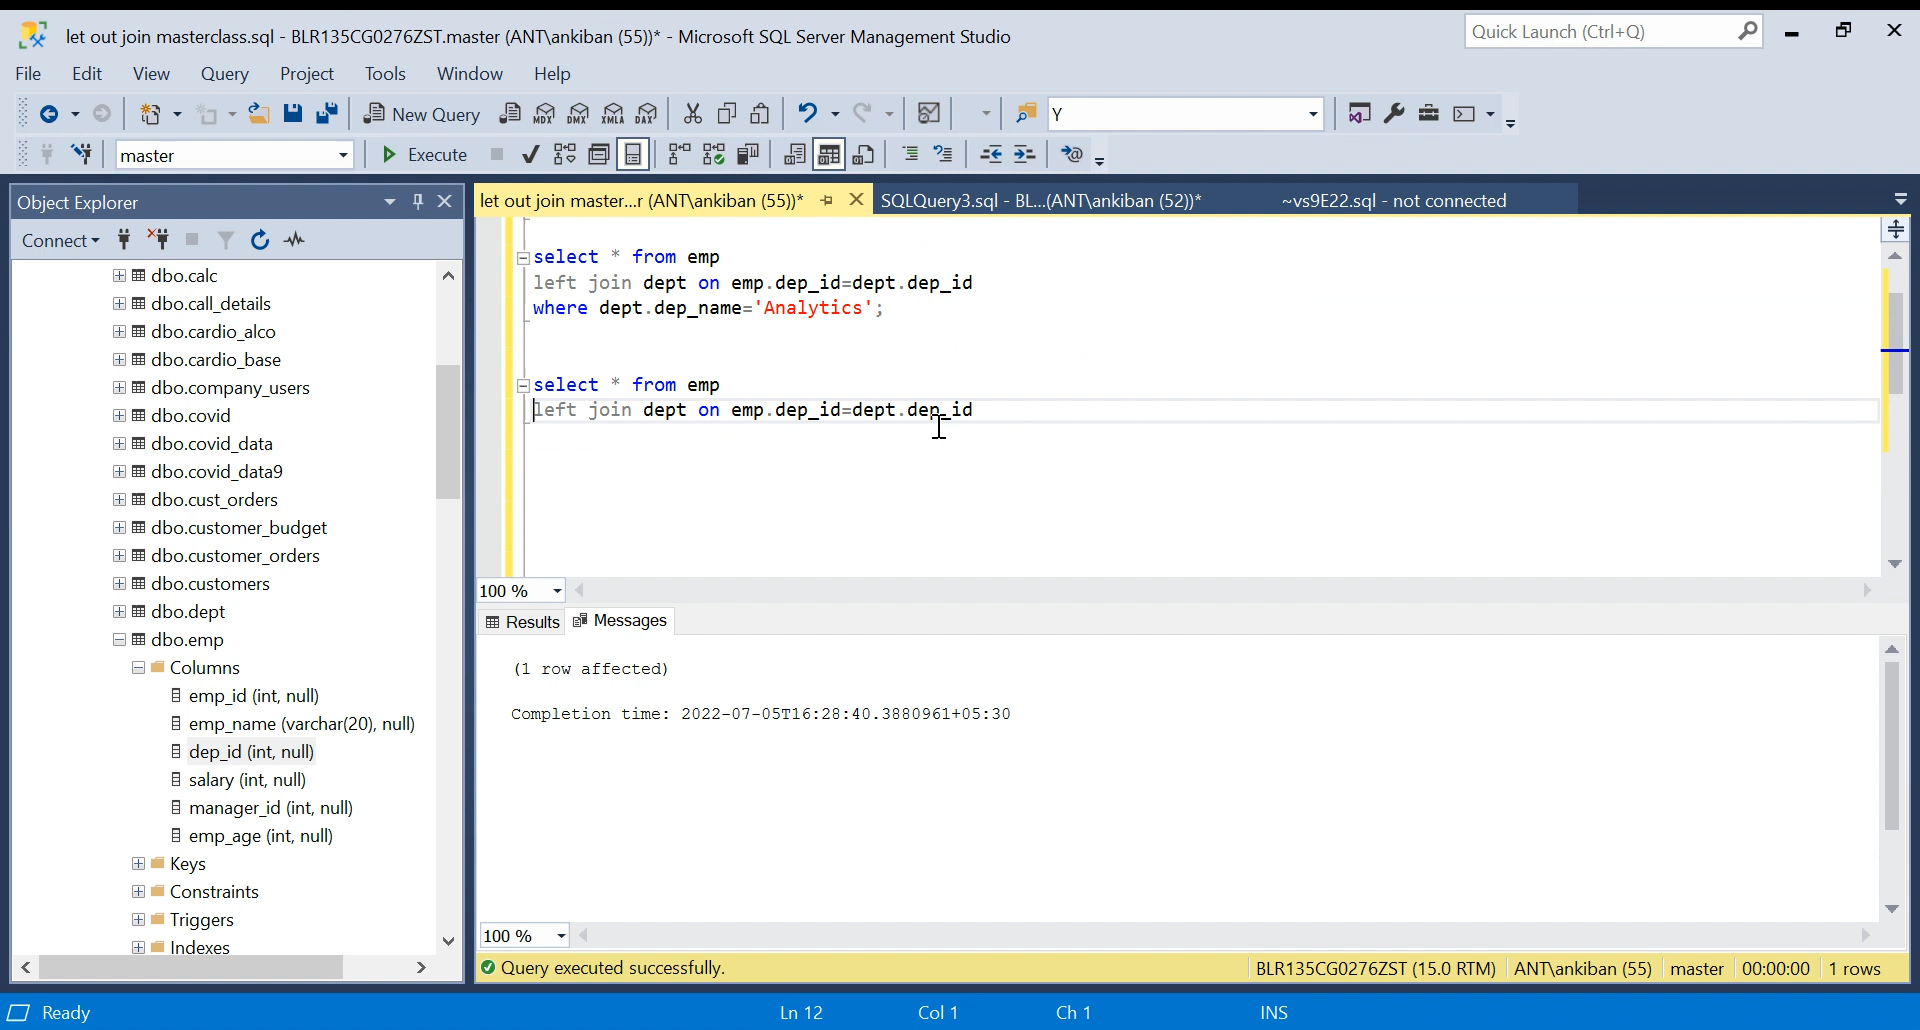 let out join masterclass.sql - BLR135CG0276ZST.master (ANT\ankiban (55))* - Microsoft SQL Server Management Studio
Quick Launch (Ctrl+Q)
File Edit View Query Project Tools Window Help
New Query MDX DMX XMLA DAX Y
master Execute
Object Explorer
let out join master...r (ANT\ankiban (55))* SQLQuery3.sql - BL...(ANT\ankiban (52))* ~vs9E22.sql - not connected
Connect
dbo.calc
dbo.call_details
dbo.cardio_alco
dbo.cardio_base
dbo.company_users
dbo.covid
dbo.covid_data
dbo.covid_data9
dbo.cust_orders
dbo.customer_budget
dbo.customer_orders
dbo.customers
dbo.dept
dbo.emp
Columns
emp_id (int, null)
emp_name (varchar(20), null)
dep_id (int, null)
salary (int, null)
manager_id (int, null)
emp_age (int, null)
Keys
Constraints
Triggers
Indexes
select * from emp
left join dept on emp.dep_id=dept.dep_id
where dept.dep_name='Analytics';
select * from emp
left join dept on emp.dep_id=dept.dep_id
100 %
Results Messages
(1 row affected)
Completion time: 2022-07-05T16:28:40.3880961+05:30
100 %
Query executed successfully. BLR135CG0276ZST (15.0 RTM) ANT\ankiban (55) master 00:00:00 1 rows
Ready Ln 12 Col 1 Ch 1 INS